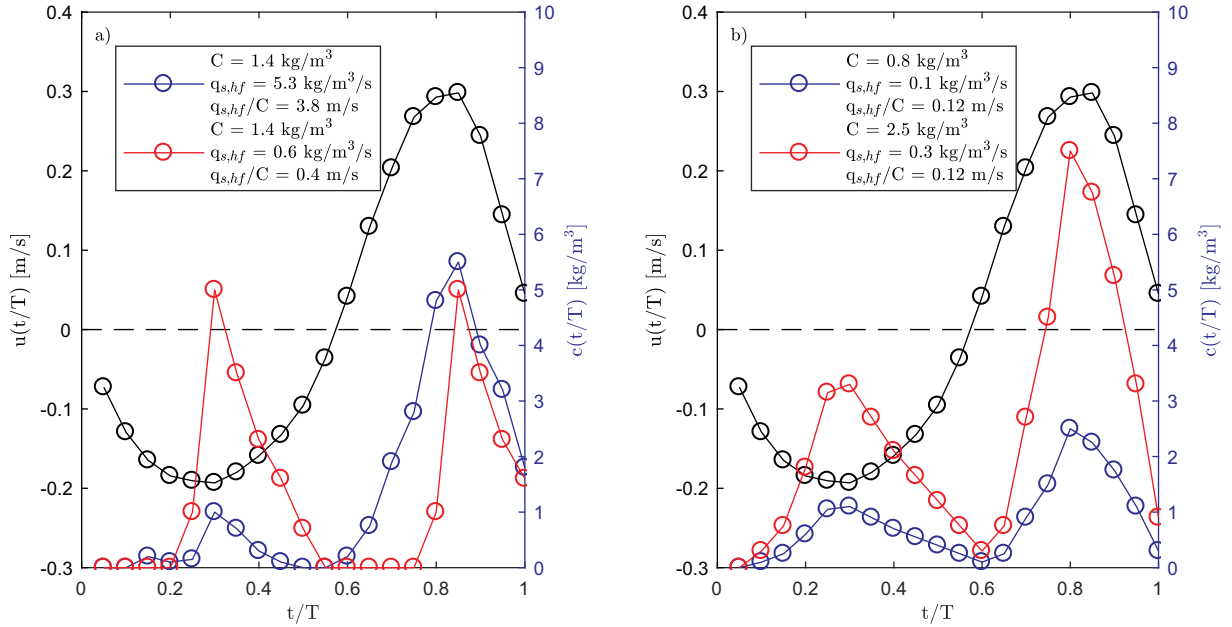 a)
C = 1.4 kg/m³
q_{s,hf} = 5.3 kg/m³/s
q_{s,hf}/C = 3.8 m/s
C = 1.4 kg/m³
q_{s,hf} = 0.6 kg/m³/s
q_{s,hf}/C = 0.4 m/s
u(t/T) [m/s]
0.4
0.3
0.2
0.1
0
-0.1
-0.2
-0.3
0
0.2
0.4
0.6
0.8
1
t/T
10
9
8
7
6
5
4
3
2
1
0
c(t/T) [kg/m³]
b)
C = 0.8 kg/m³
q_{s,hf} = 0.1 kg/m³/s
q_{s,hf}/C = 0.12 m/s
C = 2.5 kg/m³
q_{s,hf} = 0.3 kg/m³/s
q_{s,hf}/C = 0.12 m/s
u(t/T) [m/s]
0.4
0.3
0.2
0.1
0
-0.1
-0.2
-0.3
0
0.2
0.4
0.6
0.8
1
t/T
10
9
8
7
6
5
4
3
2
1
0
c(t/T) [kg/m³]